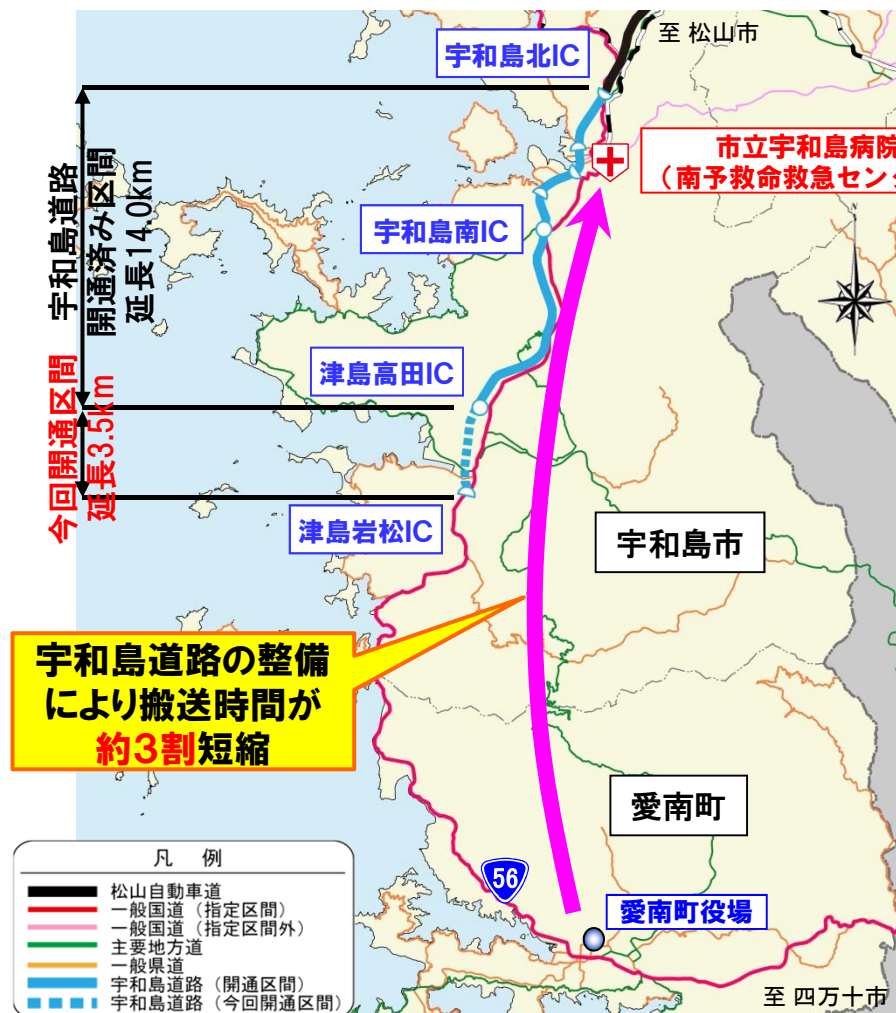 至 松山市
宇和島北IC
市立宇和島病院
（南予救命救急セン
宇和島道路
開通済み区間
延長14.0km
宇和島南IC
津島高田IC
今回開通区間
延長3.5km
津島岩松IC
宇和島市
宇和島道路の整備
により搬送時間が
約3割短縮
愛南町
56
愛南町役場
至 四万十市
凡 例
松山自動車道
一般国道（指定区間）
一般国道（指定区間外）
主要地方道
一般県道
宇和島道路（開通区間）
宇和島道路（今回開通区間）